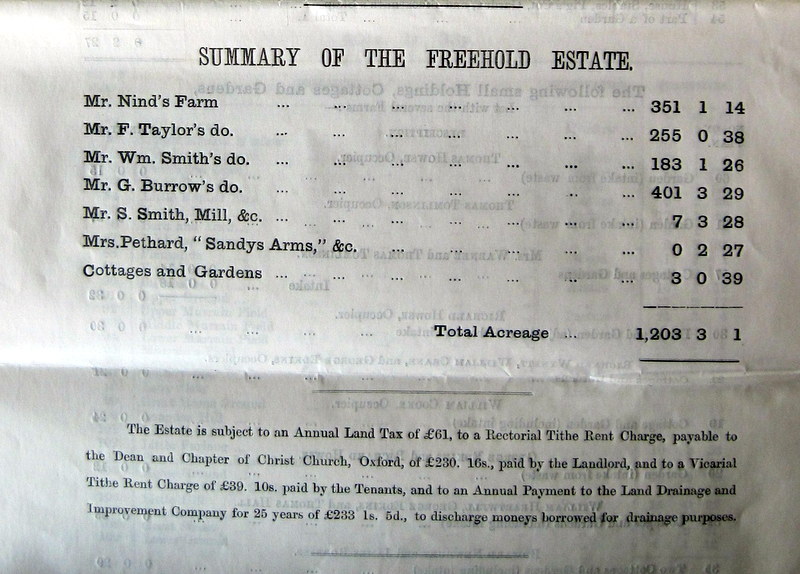 SUMMARY OF THE FREEHOLD ESTATE.
Mr. Nind's Farm ... ... ... ... ... ... ... 351 1 14
Mr. F. Taylor's do. ... ... ... ... ... ... 255 0 38
Mr. Wm. Smith's do. ... ... ... ... ... ... 183 1 26
Mr. G. Burrow's do. ... ... ... ... ... ... 401 3 29
Mr. S. Smith, Mill, &c. ... ... ... ... ... ... 7 3 28
Mrs. Pethard, "Sandys Arms," &c. ... ... ... ... ... 0 2 27
Cottages and Gardens ... ... ... ... ... ... ... 3 0 39
Total Acreage ... 1,203 3 1
The Estate is subject to an Annual Land Tax of £61, to a Rectorial Tithe Rent Charge, payable to
the Dean and Chapter of Christ Church, Oxford, of £230. 16s., paid by the Landlord, and to a Vicarial
Tithe Rent Charge of £39. 10s. paid by the Tenants, and to an Annual Payment to the Land Drainage and
Improvement Company for 25 years of £233 1s. 5d., to discharge moneys borrowed for drainage purposes.